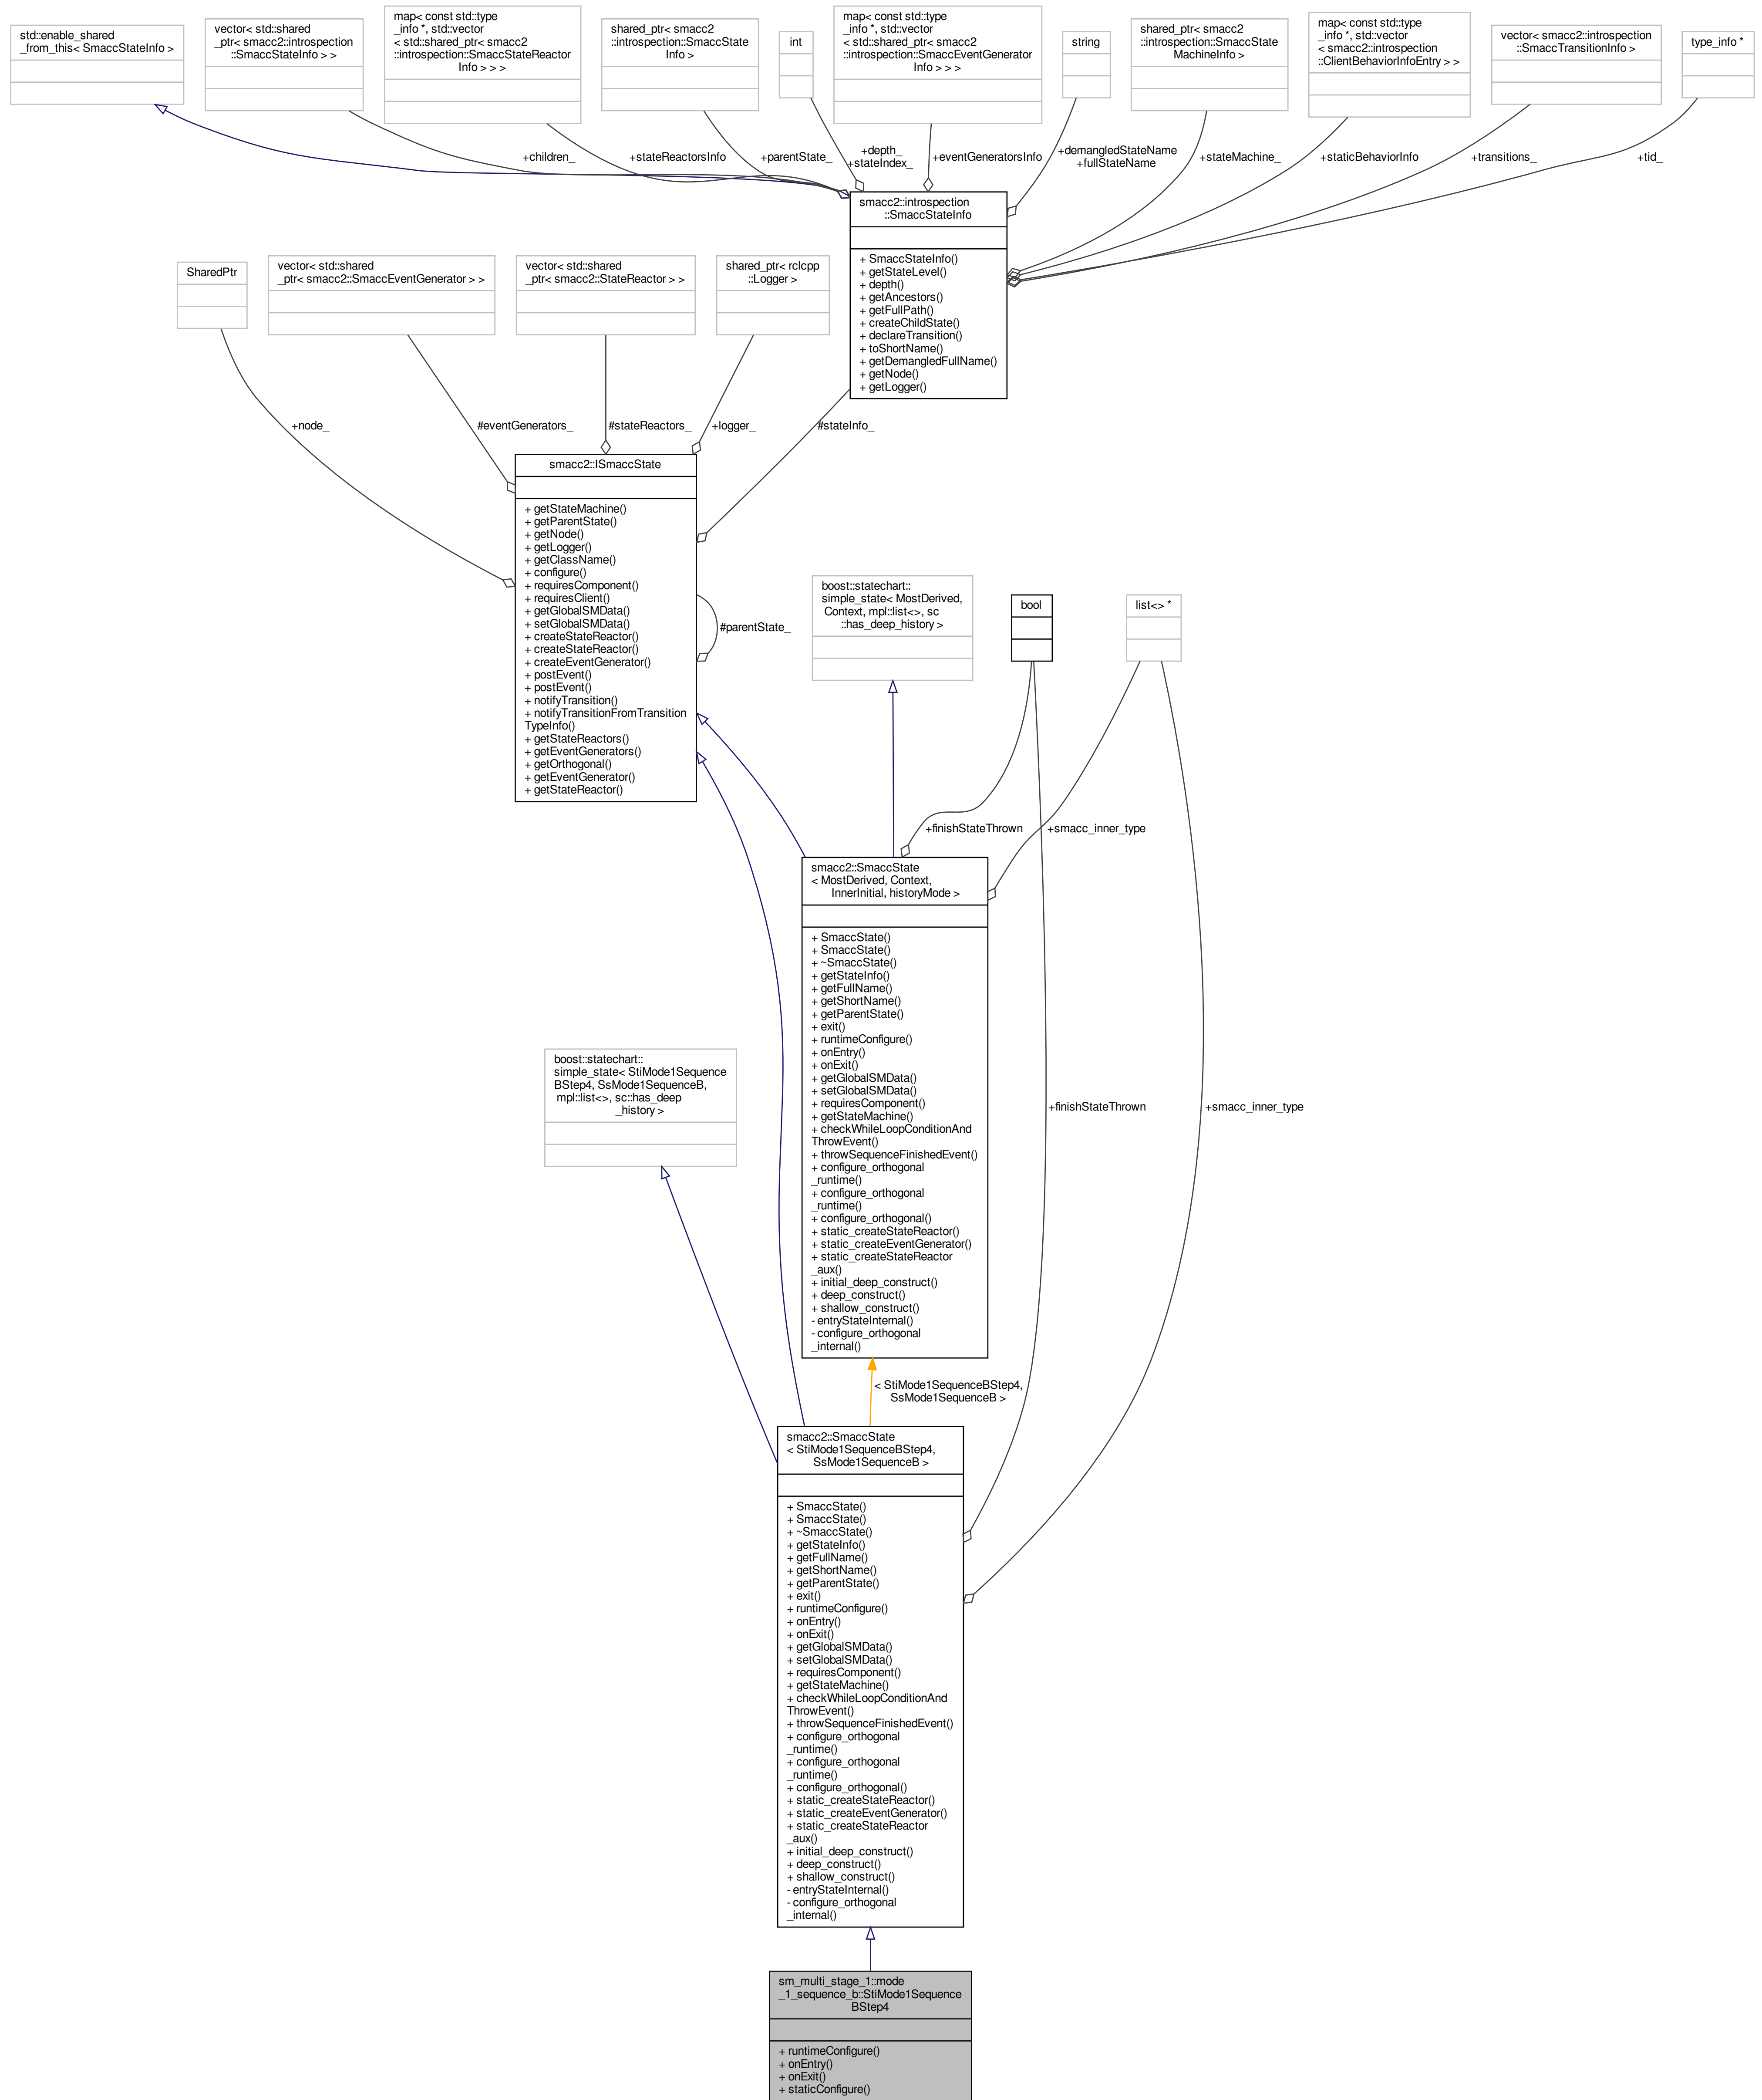 std::enable_shared
_from_this< SmaccStateInfo >
vector< std::shared
_ptr< smacc2::introspection
::SmaccStateInfo > >
map< const std::type
_info *, std::vector
< std::shared_ptr< smacc2
::introspection::SmaccStateReactor
Info > > >
shared_ptr< smacc2
::introspection::SmaccState
Info >
int
map< const std::type
_info *, std::vector
< std::shared_ptr< smacc2
::introspection::SmaccEventGenerator
Info > > >
string
shared_ptr< smacc2
::introspection::SmaccState
MachineInfo >
map< const std::type
_info *, std::vector
< smacc2::introspection
::ClientBehaviorInfoEntry > >
vector< smacc2::introspection
::SmaccTransitionInfo >
type_info *
+children_
+stateReactorsInfo
+parentState_
+depth_
+stateIndex_
+eventGeneratorsInfo
+demangledStateName
+fullStateName
+stateMachine_
+staticBehaviorInfo
+transitions_
+tid_
smacc2::introspection
::SmaccStateInfo
+ SmaccStateInfo()
+ getStateLevel()
+ depth()
+ getAncestors()
+ getFullPath()
+ createChildState()
+ declareTransition()
+ toShortName()
+ getDemangledFullName()
+ getNode()
+ getLogger()
SharedPtr
vector< std::shared
_ptr< smacc2::SmaccEventGenerator > >
vector< std::shared
_ptr< smacc2::StateReactor > >
shared_ptr< rclcpp
::Logger >
+node_
#eventGenerators_
#stateReactors_
+logger_
#stateInfo_
smacc2::ISmaccState
+ getStateMachine()
+ getParentState()
+ getNode()
+ getLogger()
+ getClassName()
+ configure()
+ requiresComponent()
+ requiresClient()
+ getGlobalSMData()
+ setGlobalSMData()
+ createStateReactor()
+ createStateReactor()
+ createEventGenerator()
+ postEvent()
+ postEvent()
+ notifyTransition()
+ notifyTransitionFromTransition
TypeInfo()
+ getStateReactors()
+ getEventGenerators()
+ getOrthogonal()
+ getEventGenerator()
+ getStateReactor()
#parentState_
boost::statechart::
simple_state< MostDerived,
Context, mpl::list<>, sc
::has_deep_history >
bool
list<> *
+finishStateThrown
+smacc_inner_type
smacc2::SmaccState
< MostDerived, Context,
InnerInitial, historyMode >
+ SmaccState()
+ SmaccState()
+ ~SmaccState()
+ getStateInfo()
+ getFullName()
+ getShortName()
+ getParentState()
+ exit()
+ runtimeConfigure()
+ onEntry()
+ onExit()
+ getGlobalSMData()
+ setGlobalSMData()
+ requiresComponent()
+ getStateMachine()
+ checkWhileLoopConditionAnd
ThrowEvent()
+ throwSequenceFinishedEvent()
+ configure_orthogonal
_runtime()
+ configure_orthogonal
_runtime()
+ configure_orthogonal()
+ static_createStateReactor()
+ static_createEventGenerator()
+ static_createStateReactor
_aux()
+ initial_deep_construct()
+ deep_construct()
+ shallow_construct()
- entryStateInternal()
- configure_orthogonal
_internal()
boost::statechart::
simple_state< StiMode1Sequence
BStep4, SsMode1SequenceB,
mpl::list<>, sc::has_deep
_history >
+finishStateThrown
+smacc_inner_type
< StiMode1SequenceBStep4,
SsMode1SequenceB >
smacc2::SmaccState
< StiMode1SequenceBStep4,
SsMode1SequenceB >
+ SmaccState()
+ SmaccState()
+ ~SmaccState()
+ getStateInfo()
+ getFullName()
+ getShortName()
+ getParentState()
+ exit()
+ runtimeConfigure()
+ onEntry()
+ onExit()
+ getGlobalSMData()
+ setGlobalSMData()
+ requiresComponent()
+ getStateMachine()
+ checkWhileLoopConditionAnd
ThrowEvent()
+ throwSequenceFinishedEvent()
+ configure_orthogonal
_runtime()
+ configure_orthogonal
_runtime()
+ configure_orthogonal()
+ static_createStateReactor()
+ static_createEventGenerator()
+ static_createStateReactor
_aux()
+ initial_deep_construct()
+ deep_construct()
+ shallow_construct()
- entryStateInternal()
- configure_orthogonal
_internal()
sm_multi_stage_1::mode
_1_sequence_b::StiMode1Sequence
BStep4
+ runtimeConfigure()
+ onEntry()
+ onExit()
+ staticConfigure()